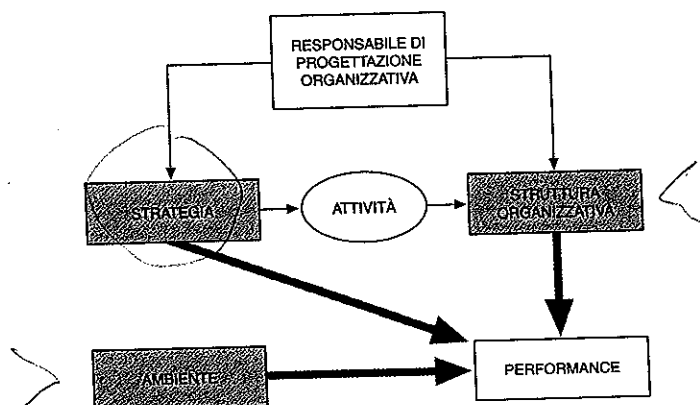 RESPONSABILE DI
PROGETTAZIONE
ORGANIZZATIVA
STRATEGIA
ATTIVITÀ
STRUTTURA
ORGANIZZATIVA
AMBIENTE
PERFORMANCE